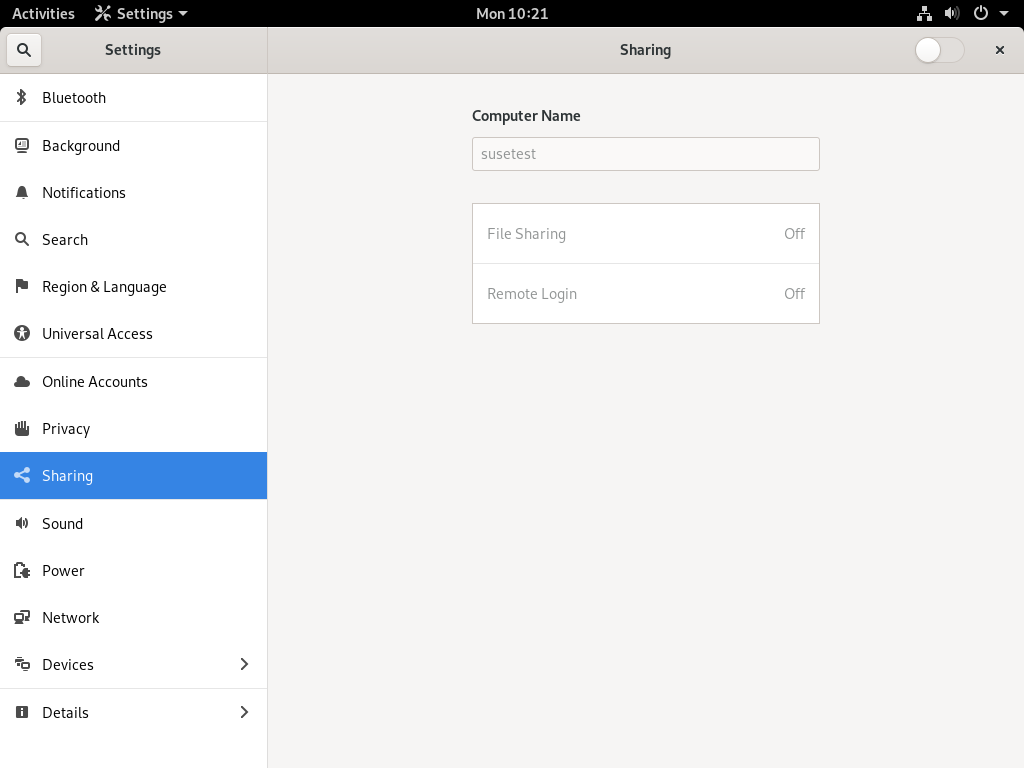 Activities Settings Mon 10:21
Settings Sharing
Bluetooth
Background
Notifications
Search
Region & Language
Universal Access
Online Accounts
Privacy
Sharing
Sound
Power
Network
Devices
Details
Computer Name
susetest
File Sharing Off
Remote Login Off